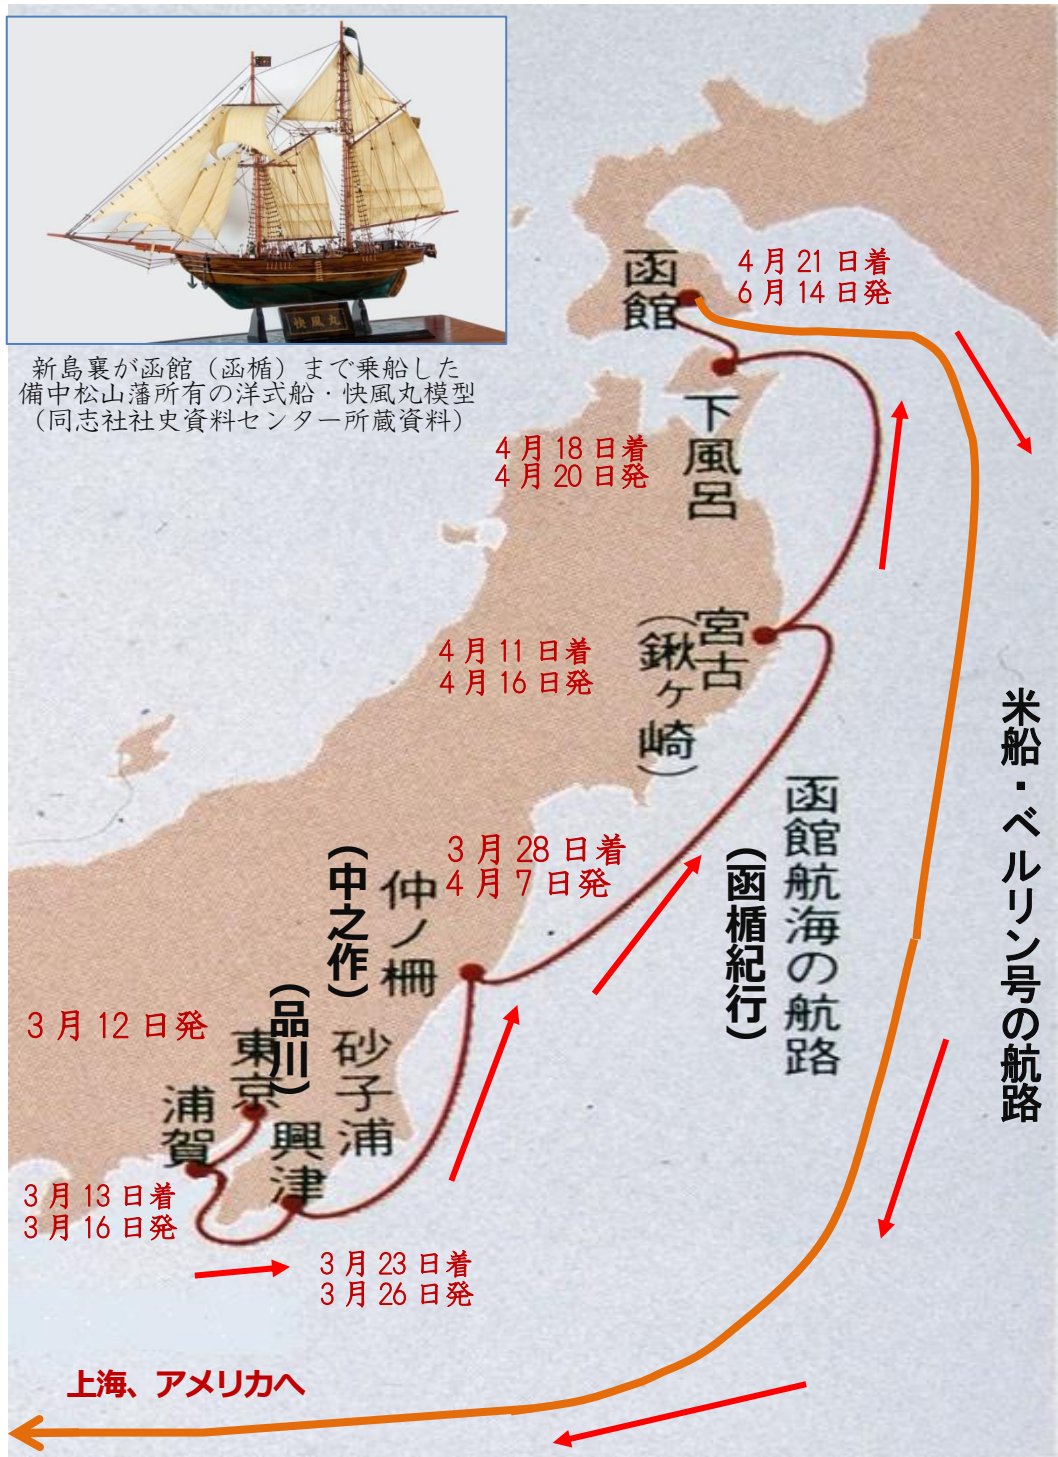 快風丸
新島襄が函館（函楯）まで乗船した
備中松山藩所有の洋式船・快風丸模型
（同志社社史資料センター所蔵資料）
函館
4月21日着
6月14日発
下風呂
4月18日着
4月20日発
宮古
（鍬ヶ崎）
4月11日着
4月16日発
米船・ベルリン号の航路
函館航海の航路
（函楯紀行）
3月28日着
4月7日発
仲ノ柵
（中之作）
3月12日発
東京
（品川）
砂子浦
興津
浦賀
3月13日着
3月16日発
3月23日着
3月26日発
上海、アメリカへ